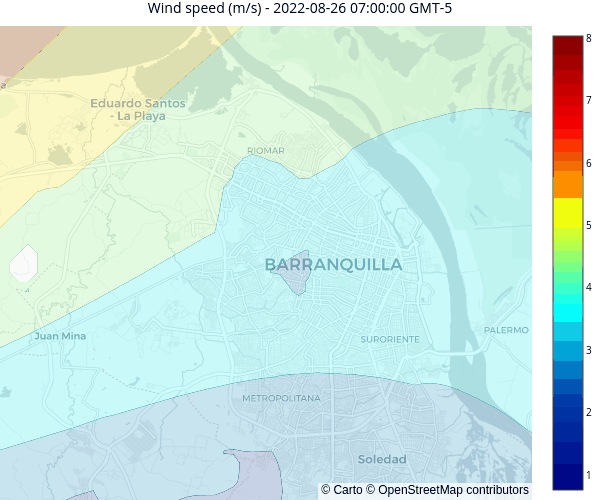 Wind speed (m/s) - 2022-08-26 07:00:00 GMT-5
8
a
Eduardo Santos
- La Playa
7
RIOMAR
6
5
BARRANQUILLA
4
Juan Mina
SURORIENTE
PALERMO
3
METROPOLITANA
2
Soledad
1
© Carto © OpenStreetMap contributors